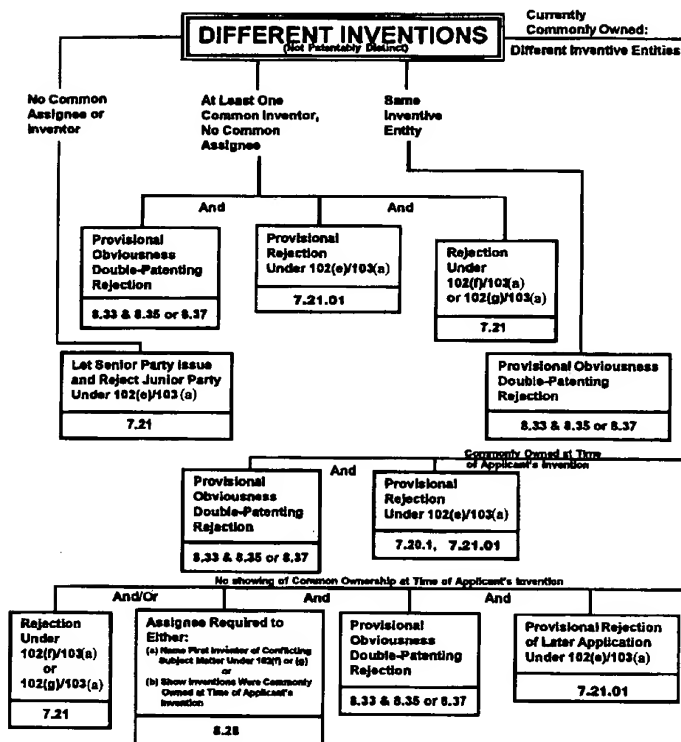 DIFFERENT INVENTIONS
(Not Patentably Distinct)
Currently
Commonly Owned:
Different Inventive Entities
No Common
Assignee or
Inventor
At Least One
Common Inventor,
No Common
Assignee
Same
Inventive
Entity
And
And
Provisional
Obviousness
Double-Patenting
Rejection
8.33 & 8.35 or 8.37
Provisional
Rejection
Under 102(e)/103(a)
7.21.01
Rejection
Under
102(f)/103(a)
or 102(g)/103(a)
7.21
Let Senior Party Issue
and Reject Junior Party
Under 102(e)/103(a)
7.21
Provisional Obviousness
Double-Patenting
Rejection
8.33 & 8.35 or 8.37
Commonly Owned at Time
of Applicant's Invention
And
Provisional
Obviousness
Double-Patenting
Rejection
8.33 & 8.35 or 8.37
Provisional
Rejection
Under 102(e)/103(a)
7.20.1, 7.21.01
No showing of Common Ownership at Time of Applicant's Invention
And/Or
And
And
Rejection
Under
102(f)/103(a)
or
102(g)/103(a)
7.21
Assignee Required to
Either:
(a) Name First Inventor of Conflicting
Subject Matter Under 102(f) or (g)
or
(b) Show Inventions Were Commonly
Owned at Time of Applicant's
Invention
8.28
Provisional
Obviousness
Double-Patenting
Rejection
8.33 & 8.35 or 8.37
Provisional Rejection
of Later Application
Under 102(e)/103(a)
7.21.01